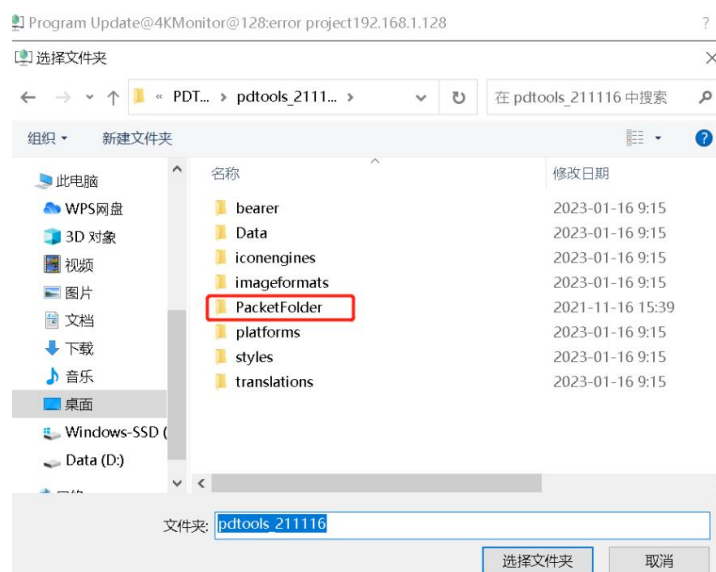 Program Update@4KMonitor@128:error project192.168.1.128 ?
选择文件夹
« PDT... › pdtools_2111... › 在 pdtools_211116 中搜索
组织 新建文件夹 ?
名称 修改日期
此电脑
WPS网盘
3D 对象
视频
图片
文档
下载
音乐
桌面
Windows-SSD (
Data (D:)
bearer 2023-01-16 9:15
Data 2023-01-16 9:15
iconengines 2023-01-16 9:15
imageformats 2023-01-16 9:15
PacketFolder 2021-11-16 15:39
platforms 2023-01-16 9:15
styles 2023-01-16 9:15
translations 2023-01-16 9:15
文件夹: pdtools_211116
选择文件夹 取消